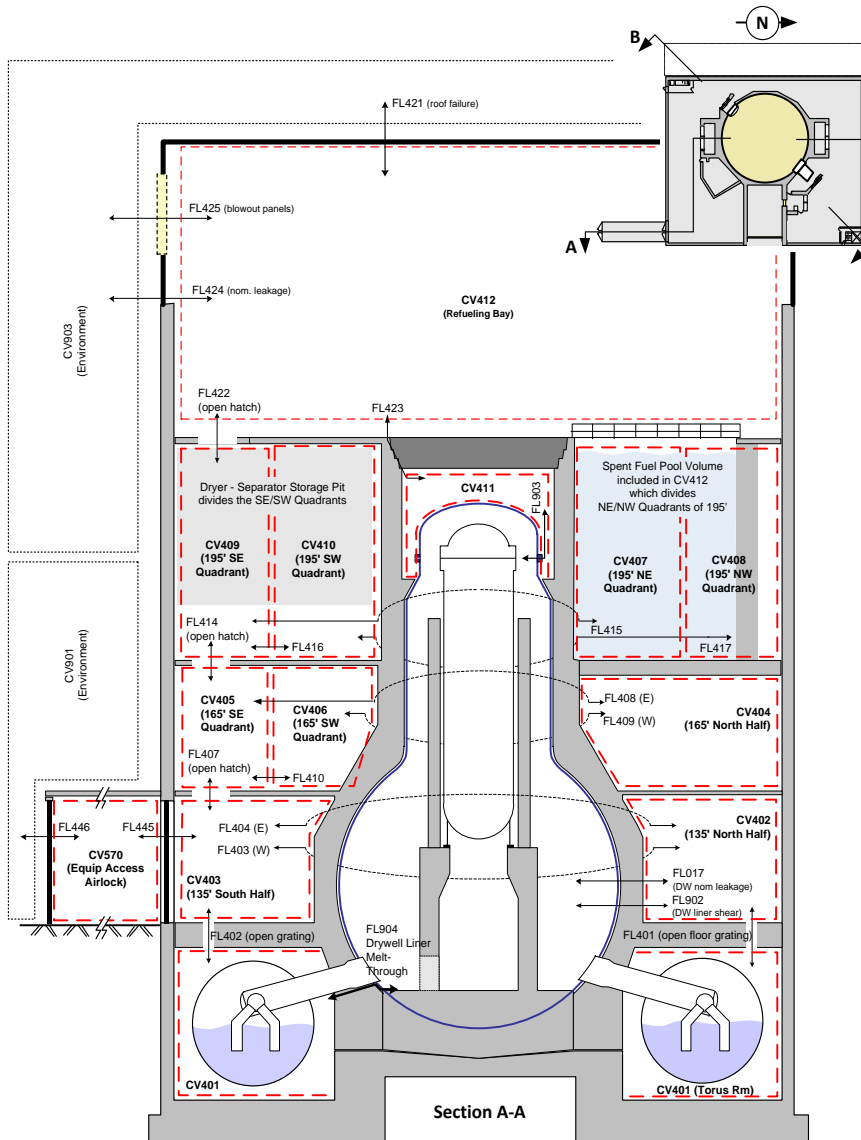 N
B
A
FL421 (roof failure)
FL425 (blowout panels)
FL424 (nom. leakage)
CV412
(Refueling Bay)
CV903
(Environment)
FL422
(open hatch)
FL423
Dryer - Separator Storage Pit
divides the SE/SW Quadrants
CV411
FL903
Spent Fuel Pool Volume
included in CV412
which divides
NE/NW Quadrants of 195'
CV409
(195' SE
Quadrant)
CV410
(195' SW
Quadrant)
CV407
(195' NE
Quadrant)
CV408
(195' NW
Quadrant)
FL414
(open hatch)
FL416
FL415
FL417
CV901
(Environment)
CV405
(165' SE
Quadrant)
CV406
(165' SW
Quadrant)
FL408 (E)
FL409 (W)
CV404
(165' North Half)
FL407
(open hatch)
FL410
FL446
FL445
FL404 (E)
FL403 (W)
CV402
(135' North Half)
CV570
(Equip Access
Airlock)
CV403
(135' South Half)
FL017
(DW nom leakage)
FL902
(DW liner shear)
FL402 (open grating)
FL904
Drywell Liner
Melt-
Through
FL401 (open floor grating)
CV401
CV401 (Torus Rm)
Section A-A